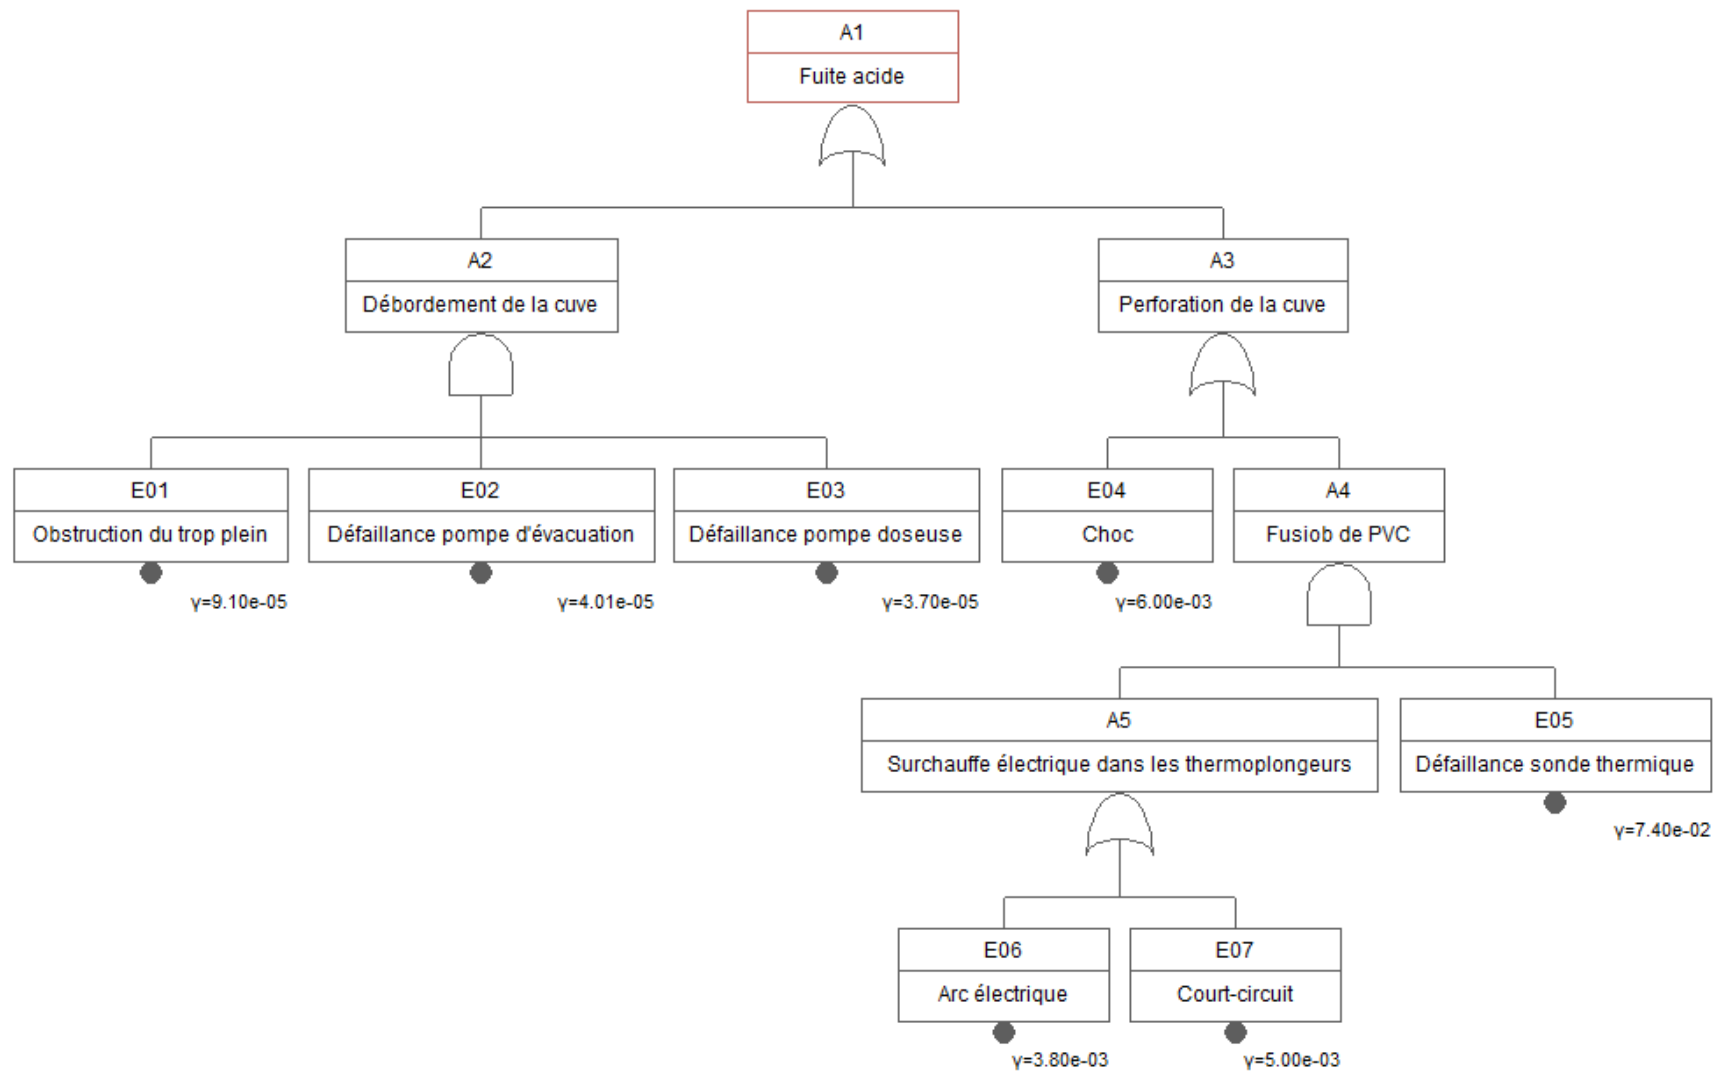 A1
Fuite acide
A2
Débordement de la cuve
A3
Perforation de la cuve
E01
Obstruction du trop plein
γ=9.10e-05
E02
Défaillance pompe d'évacuation
γ=4.01e-05
E03
Défaillance pompe doseuse
γ=3.70e-05
E04
Choc
γ=6.00e-03
A4
Fusiob de PVC
A5
Surchauffe électrique dans les thermoplongeurs
E05
Défaillance sonde thermique
γ=7.40e-02
E06
Arc électrique
γ=3.80e-03
E07
Court-circuit
γ=5.00e-03